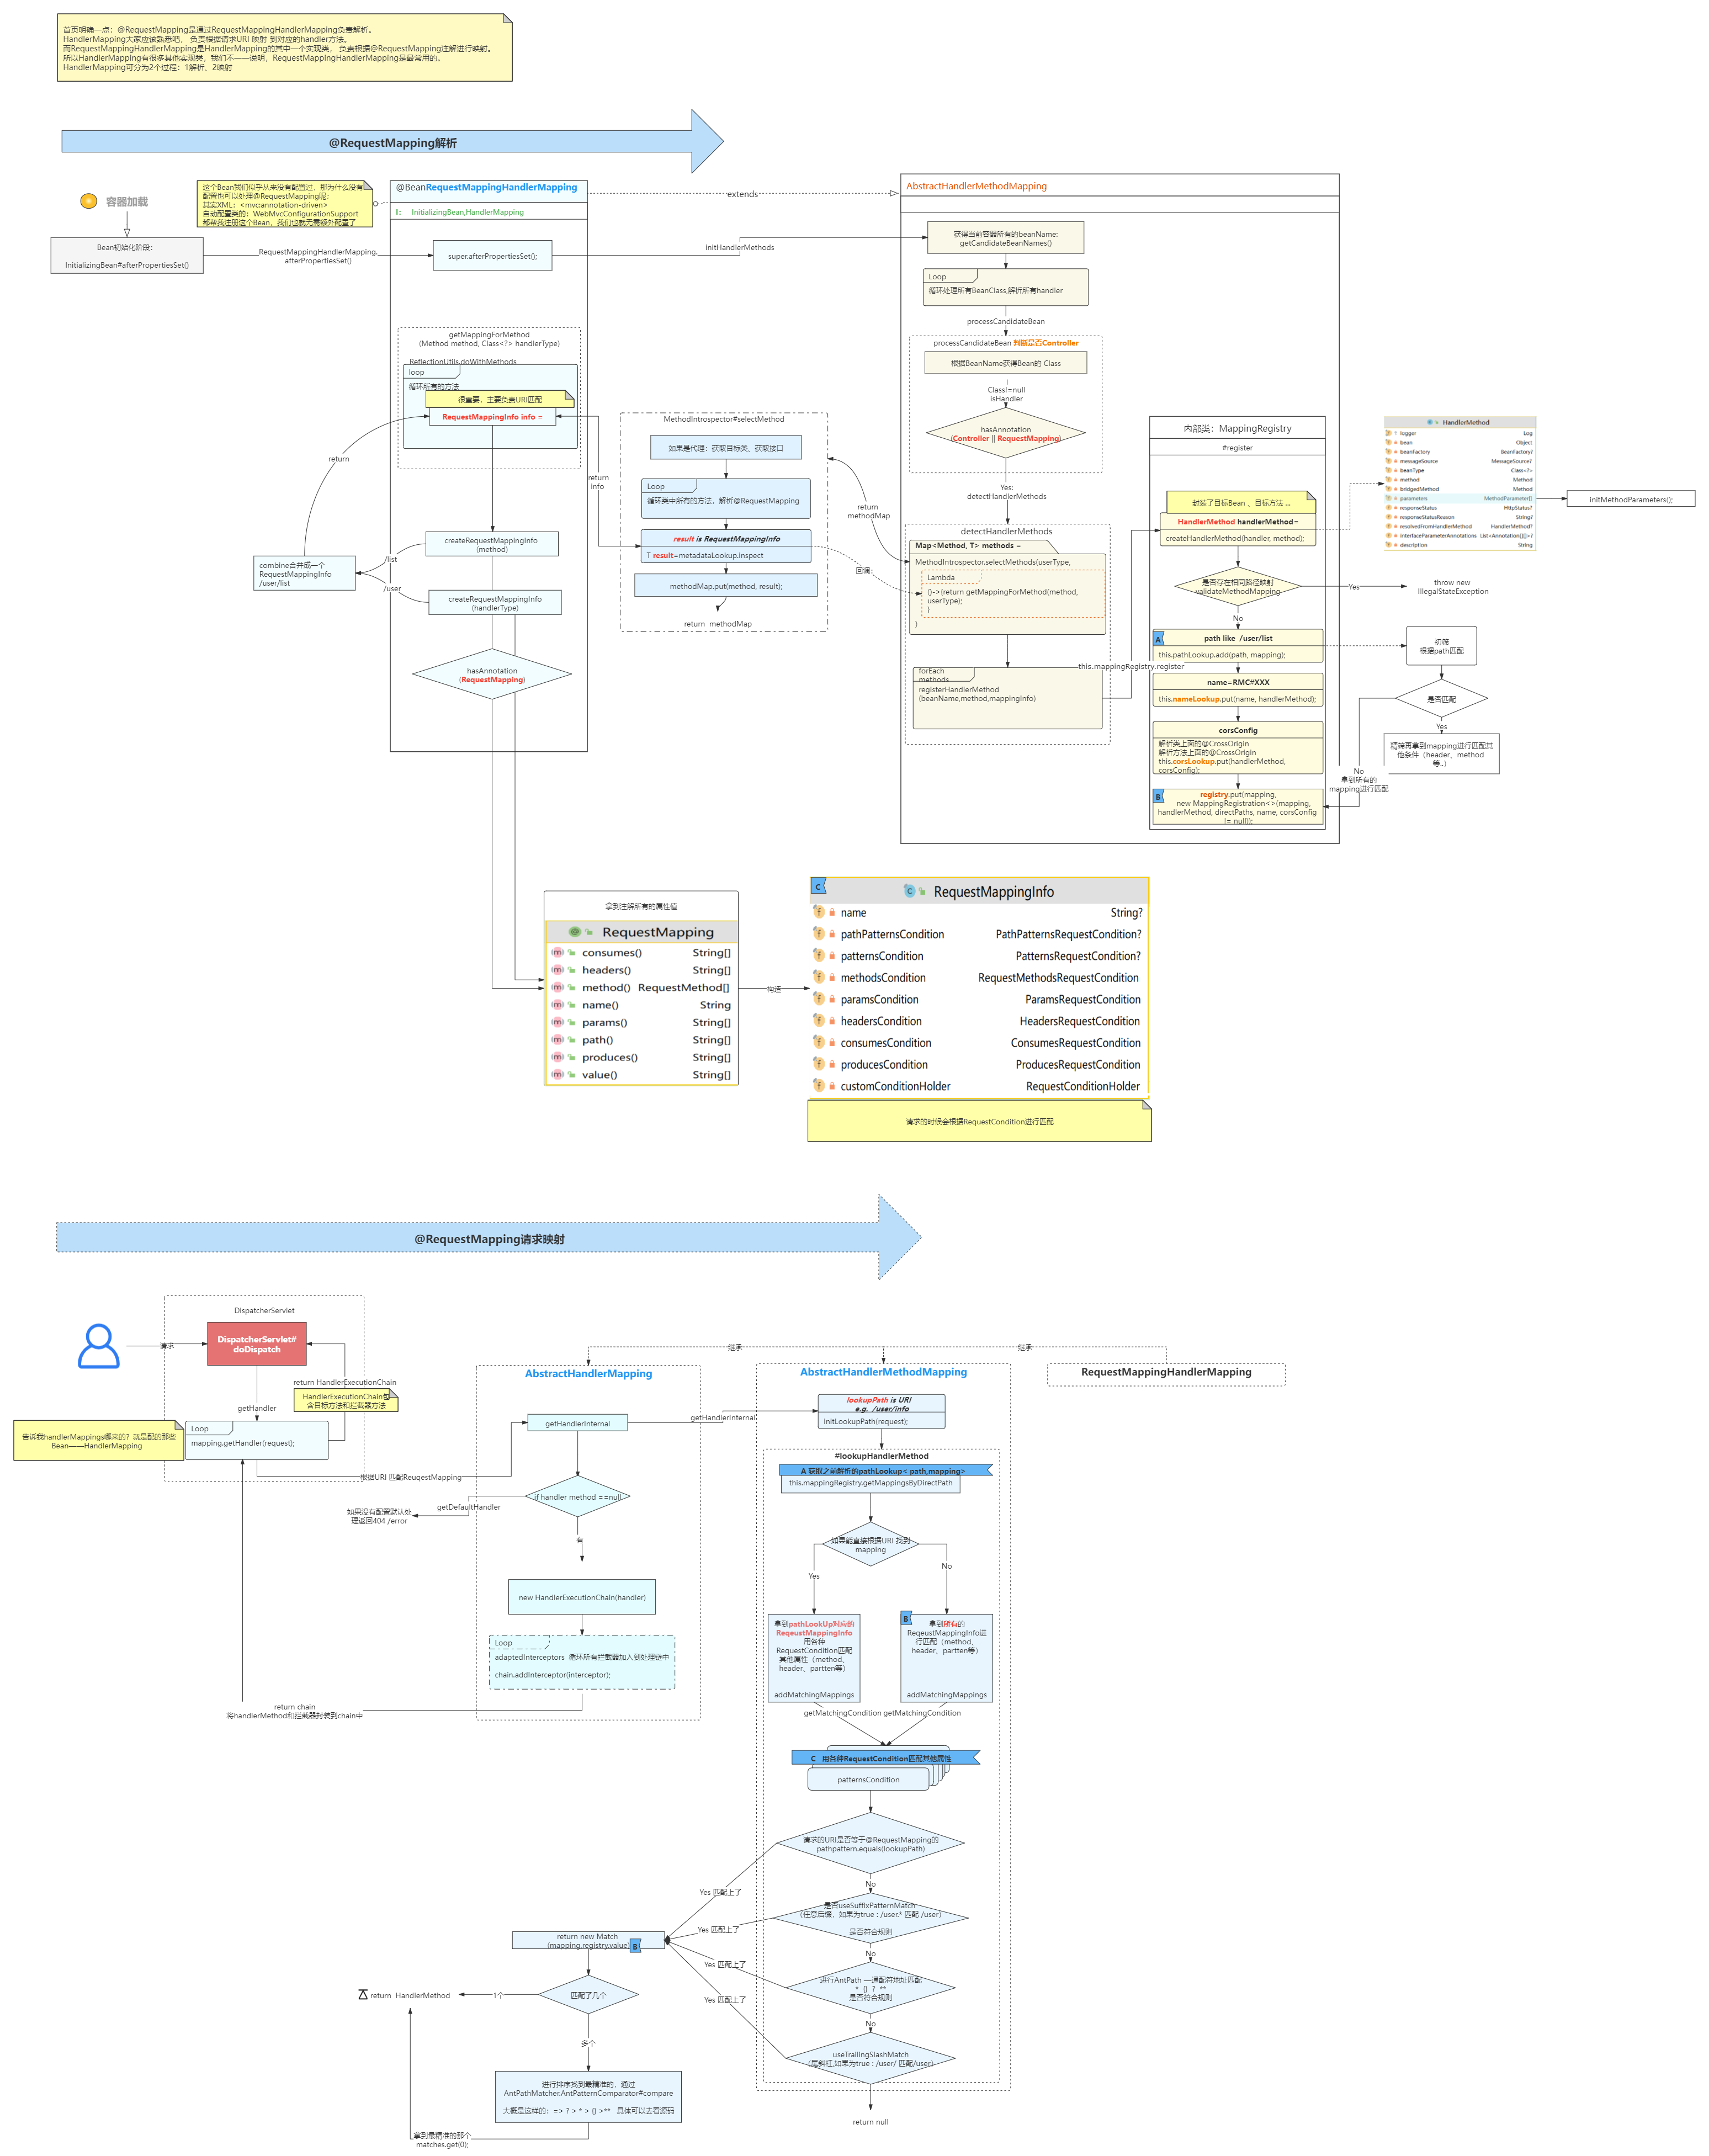 首页明确一点：@RequestMapping是通过RequestMappingHandlerMapping负责解析。
HandlerMapping大家应该熟悉吧， 负责根据请求URI 映射 到对应的handler方法。
而RequestMappingHandlerMapping是HandlerMapping的其中一个实现类， 负责根据@RequestMapping注解进行映射。
所以HandlerMapping有很多其他实现类，我们不一一说明，RequestMappingHandlerMapping是最常用的。
HandlerMapping可分为2个过程：1解析、2映射
@RequestMapping解析
容器加载
Bean初始化阶段：
InitializingBean#afterPropertiesSet()
这个Bean我们似乎从来没有配置过，那为什么没有
配置也可以处理@RequestMapping呢；
其实XML：<mvc:annotation-driven>
自动配置类的：WebMvcConfigurationSupport
都帮我注册这个Bean，我们也就无需额外配置了
RequestMappingHandlerMapping.
afterPropertiesSet()
@BeanRequestMappingHandlerMapping
I: InitializingBean,HandlerMapping
super.afterPropertiesSet();
extends
initHandlerMethods
getMappingForMethod
(Method method, Class<?> handlerType)
ReflectionUtils.doWithMethods
loop
循环所有的方法
很重要，主要负责URI匹配
RequestMappingInfo info =
return
createRequestMappingInfo
(method)
/list
/user
combine合并成一个
RequestMappingInfo
/user/list
createRequestMappingInfo
(handlerType)
hasAnnotation
(RequestMapping)
return
info
MethodIntrospector#selectMethod
如果是代理：获取目标类，获取接口
Loop
循环类中所有的方法，解析@RequestMapping
result is RequestMappingInfo
T result=metadataLookup.inspect
methodMap.put(method, result);
return methodMap
return
methodMap
回调：
AbstractHandlerMethodMapping
获得当前容器所有的beanName:
getCandidateBeanNames()
Loop
循环处理所有BeanClass,解析所有handler
processCandidateBean
processCandidateBean 判断是否Controller
根据BeanName获得Bean的 Class
Class!=null
isHandler
hasAnnotation
(Controller || RequestMapping)
Yes:
detectHandlerMethods
detectHandlerMethods
Map<Method, T> methods =
MethodIntrospector.selectMethods(userType,
Lambda
()->{return getMappingForMethod(method,
userType);
}
)
forEach
methods
registerHandlerMethod
(beanName,method,mappingInfo)
this.mappingRegistry.register
内部类：MappingRegistry
#register
封装了目标Bean 、目标方法 ...
HandlerMethod handlerMethod=
createHandlerMethod(handler, method);
是否存在相同路径映射
validateMethodMapping
Yes
throw new
IllegalStateException
No
A
path like /user/list
this.pathLookup.add(path, mapping);
name=RMC#XXX
this.nameLookup.put(name, handlerMethod);
corsConfig
解析类上面的@CrossOrigin
解析方法上面的@CrossOrigin
this.corsLookup.put(handlerMethod,
corsConfig);
B
registry.put(mapping,
new MappingRegistration<>(mapping,
handlerMethod, directPaths, name, corsConfig
!= null));
HandlerMethod
logger Log
bean Object
beanFactory BeanFactory?
messageSource MessageSource?
beanType Class<?>
method Method
bridgedMethod Method
parameters MethodParameter[]
responseStatus HttpStatus?
responseStatusReason String?
resolvedFromHandlerMethod HandlerMethod?
interfaceParameterAnnotations List<Annotation[][]>?
description String
initMethodParameters();
初筛
根据path匹配
是否匹配
Yes
精筛再拿到mapping进行匹配其
他条件（header、method
等..）
No
拿到所有的
mapping进行匹配
拿到注解所有的属性值
RequestMapping
consumes() String[]
headers() String[]
method() RequestMethod[]
name() String
params() String[]
path() String[]
produces() String[]
value() String[]
构造
C
RequestMappingInfo
name String?
pathPatternsCondition PathPatternsRequestCondition?
patternsCondition PatternsRequestCondition?
methodsCondition RequestMethodsRequestCondition
paramsCondition ParamsRequestCondition
headersCondition HeadersRequestCondition
consumesCondition ConsumesRequestCondition
producesCondition ProducesRequestCondition
customConditionHolder RequestConditionHolder
请求的时候会根据RequestCondition进行匹配
@RequestMapping请求映射
请求
DispatcherServlet
DispatcherServlet#
doDispatch
return HandlerExecutionChain
HandlerExecutionChain包
含目标方法和拦截器方法
getHandler
告诉我handlerMappings哪来的？就是配的那些
Bean——HandlerMapping
Loop
mapping.getHandler(request);
根据URI 匹配ReuqestMapping
AbstractHandlerMapping
getHandlerInternal
getHandlerInternal
if handler method ==null
getDefaultHandler
如果没有配置默认处
理返回404 /error
有
new HandlerExecutionChain(handler)
Loop
adaptedInterceptors 循环所有拦截器加入到处理链中
chain.addInterceptor(interceptor);
return chain
将handlerMethod和拦截器封装到chain中
继承
继承
AbstractHandlerMethodMapping
RequestMappingHandlerMapping
lookupPath is URI
e.g. /user/info
initLookupPath(request);
#lookupHandlerMethod
A 获取之前解析的pathLookup< path,mapping>
this.mappingRegistry.getMappingsByDirectPath
如果能直接根据URI 找到
mapping
Yes
No
拿到pathLookUp对应的
ReqeustMappingInfo
用各种
RequestCondition匹配
其他属性（method、
header、partten等）
addMatchingMappings
B
拿到所有的
ReqeustMappingInfo进
行匹配（method、
header、partten等）
addMatchingMappings
getMatchingCondition
getMatchingCondition
C 用各种RequestCondition匹配其他属性
patternsCondition
请求的URI是否等于@RequestMapping的
pathpattern.equals(lookupPath)
No
Yes 匹配上了
是否useSuffixPatternMatch
（任意后缀，如果为true : /user.* 匹配 /user）
是否符合规则
Yes 匹配上了
No
进行AntPath —通配符地址匹配
* {} ? **
是否符合规则
Yes 匹配上了
No
useTrailingSlashMatch
（尾斜杠,如果为true : /user/ 匹配/user）
Yes 匹配上了
return null
return new Match
(mapping.registry.value)
B
匹配了几个
1个
return HandlerMethod
多个
进行排序找到最精准的，通过
AntPathMatcher.AntPatternComparator#compare
大概是这样的：=> ? > * > {} >** 具体可以去看源码
拿到最精准的那个
matches.get(0);